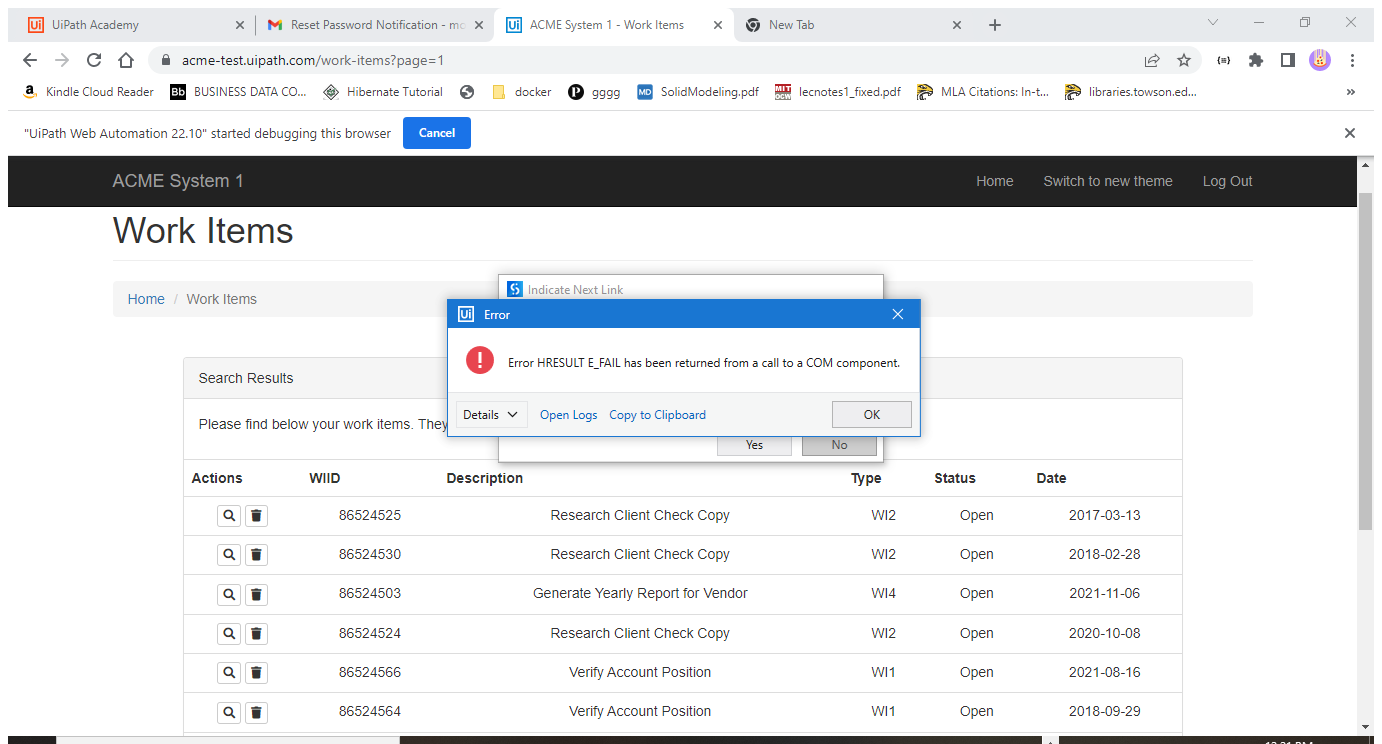 UiPath Academy
Reset Password Notification - mo
ACME System 1 - Work Items
New Tab
acme-test.uipath.com/work-items?page=1
Kindle Cloud Reader
Bb BUSINESS DATA CO...
Hibernate Tutorial
docker
gggg
MD SolidModeling.pdf
lecnotes1_fixed.pdf
MLA Citations: In-t...
libraries.towson.ed...
»
"UiPath Web Automation 22.10" started debugging this browser Cancel
ACME System 1 Home Switch to new theme Log Out
Work Items
Home / Work Items
Indicate Next Link
Ui Error
Error HRESULT E_FAIL has been returned from a call to a COM component.
Details Open Logs Copy to Clipboard OK
Yes No
Search Results
Please find below your work items. They
Actions WIID Description Type Status Date
86524525 Research Client Check Copy WI2 Open 2017-03-13
86524530 Research Client Check Copy WI2 Open 2018-02-28
86524503 Generate Yearly Report for Vendor WI4 Open 2021-11-06
86524524 Research Client Check Copy WI2 Open 2020-10-08
86524566 Verify Account Position WI1 Open 2021-08-16
86524564 Verify Account Position WI1 Open 2018-09-29